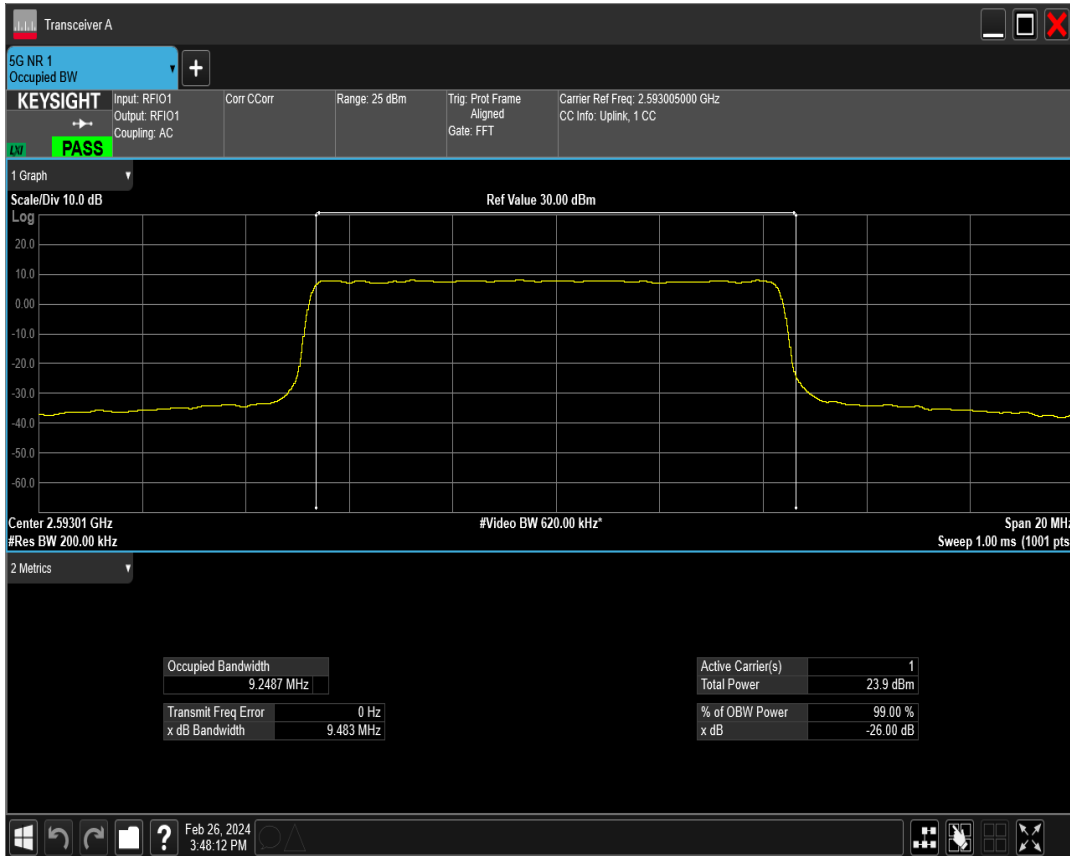 Transceiver A
5G NR 1
Occupied BW
+
KEYSIGHT
LXI
PASS
Input: RFIO1
Output: RFIO1
Coupling: AC
Corr CCorr
Range: 25 dBm
Trig: Prot Frame
Aligned
Gate: FFT
Carrier Ref Freq: 2.593005000 GHz
CC Info: Uplink, 1 CC
1 Graph
Scale/Div 10.0 dB
Ref Value 30.00 dBm
Log
20.0
10.0
0.00
-10.0
-20.0
-30.0
-40.0
-50.0
-60.0
Center 2.59301 GHz
#Video BW 620.00 kHz*
Span 20 MHz
#Res BW 200.00 kHz
Sweep 1.00 ms (1001 pts
2 Metrics
Occupied Bandwidth
9.2487 MHz
Transmit Freq Error 0 Hz
x dB Bandwidth 9.483 MHz
Active Carrier(s) 1
Total Power 23.9 dBm
% of OBW Power 99.00 %
x dB -26.00 dB
?
Feb 26, 2024
3:48:12 PM